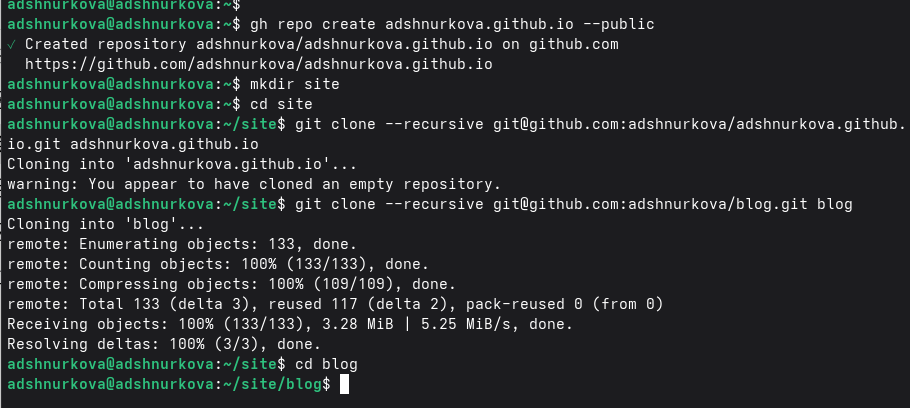 adshnurkova@adshnurkova:~$
adshnurkova@adshnurkova:~$ gh repo create adshnurkova.github.io --public
✓ Created repository adshnurkova/adshnurkova.github.io on github.com
  https://github.com/adshnurkova/adshnurkova.github.io
adshnurkova@adshnurkova:~$ mkdir site
adshnurkova@adshnurkova:~$ cd site
adshnurkova@adshnurkova:~/site$ git clone --recursive git@github.com:adshnurkova/adshnurkova.github.
io.git adshnurkova.github.io
Cloning into 'adshnurkova.github.io'...
warning: You appear to have cloned an empty repository.
adshnurkova@adshnurkova:~/site$ git clone --recursive git@github.com:adshnurkova/blog.git blog
Cloning into 'blog'...
remote: Enumerating objects: 133, done.
remote: Counting objects: 100% (133/133), done.
remote: Compressing objects: 100% (109/109), done.
remote: Total 133 (delta 3), reused 117 (delta 2), pack-reused 0 (from 0)
Receiving objects: 100% (133/133), 3.28 MiB | 5.25 MiB/s, done.
Resolving deltas: 100% (3/3), done.
adshnurkova@adshnurkova:~/site$ cd blog
adshnurkova@adshnurkova:~/site/blog$